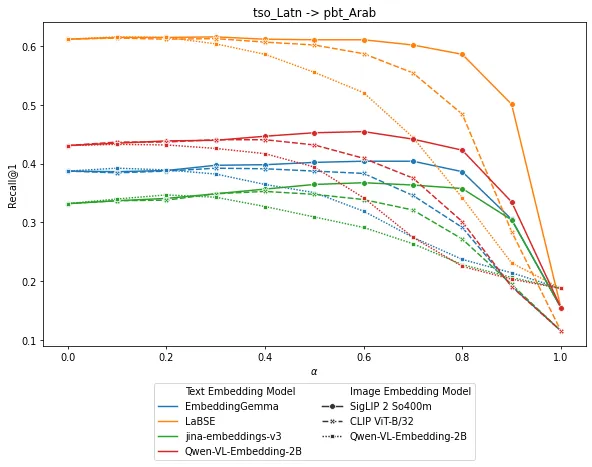 tso_Latn -> pbt_Arab
Recall@1
0.6
0.5
0.4
0.3
0.2
0.1
0.0 0.2 0.4 0.6 0.8 1.0
α
Text Embedding Model Image Embedding Model
EmbeddingGemma SigLIP 2 So400m
LaBSE CLIP ViT-B/32
jina-embeddings-v3 Qwen-VL-Embedding-2B
Qwen-VL-Embedding-2B